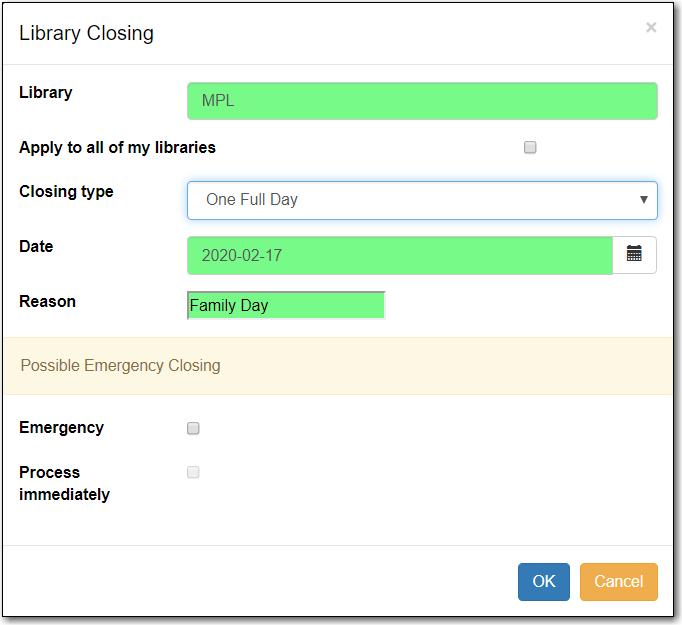 Library Closing
×
Library
MPL
Apply to all of my libraries
Closing type
One Full Day
Date
2020-02-17
Reason
Family Day
Possible Emergency Closing
Emergency
Process
immediately
OK
Cancel